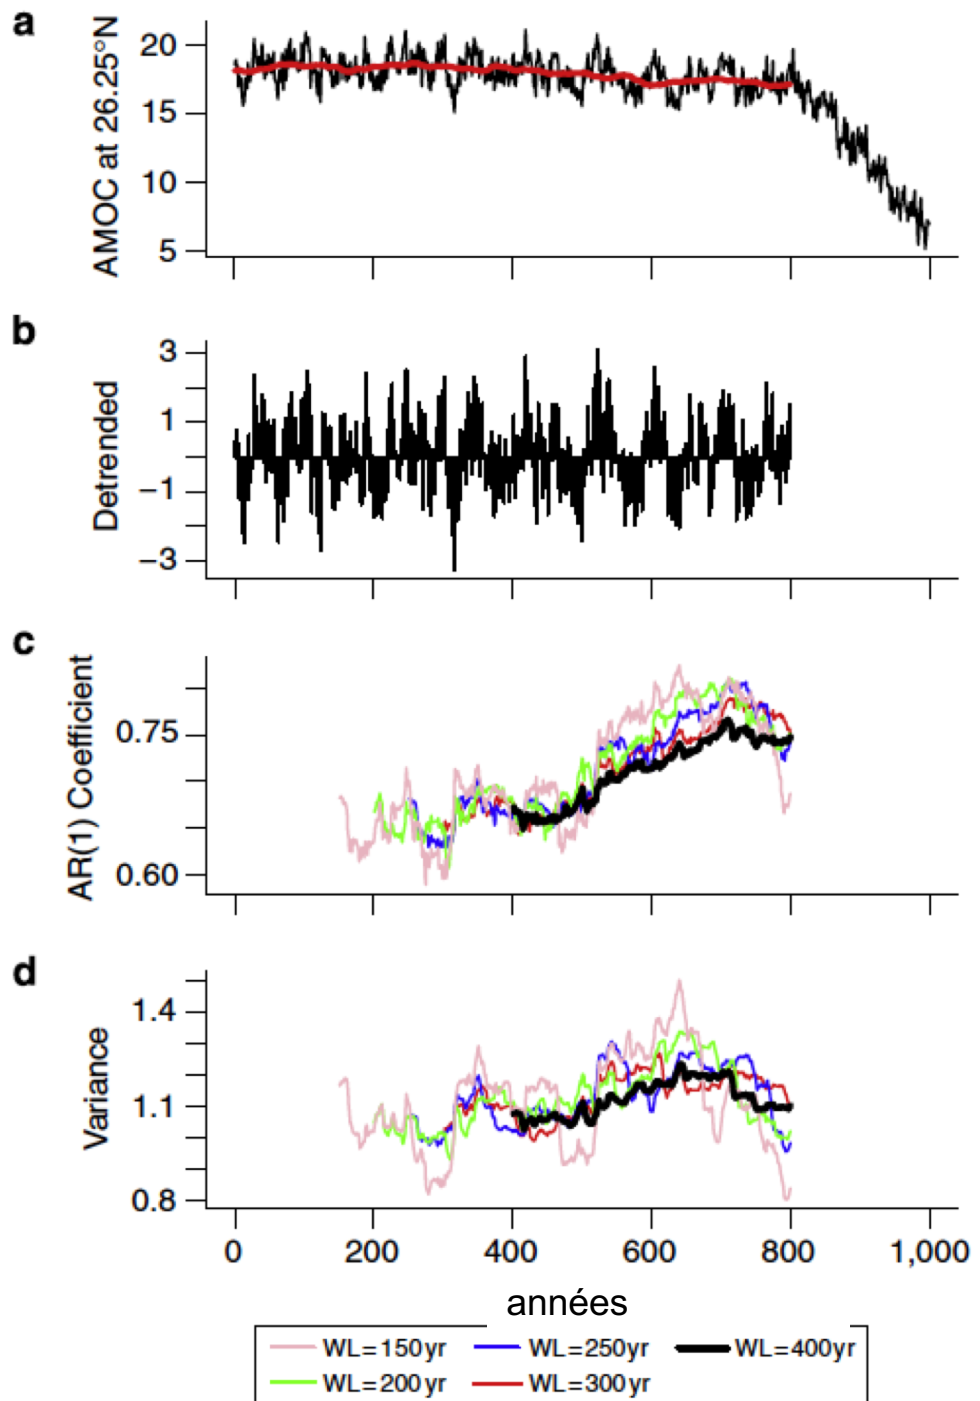 a
AMOC at 26.25°N
20
15
10
5
b
Detrended
3
1
−1
−3
c
AR(1) Coefficient
0.75
0.60
d
Variance
1.4
1.1
0.8
0 200 400 600 800 1,000
années
WL=150yr WL=250yr WL=400yr
WL=200yr WL=300yr